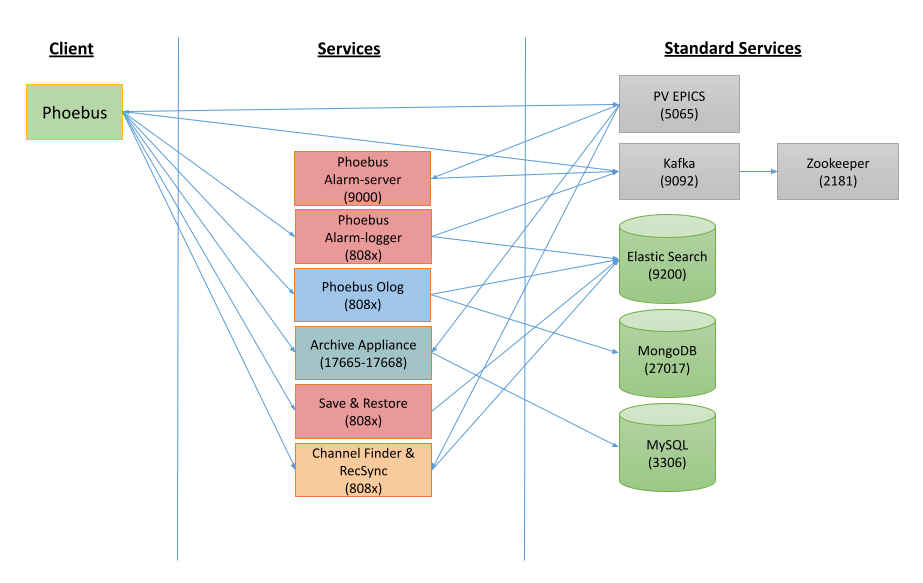 Client
Services
Standard Services
Phoebus
PV EPICS
(5065)
Phoebus
Alarm-server
(9000)
Kafka
(9092)
Zookeeper
(2181)
Phoebus
Alarm-logger
(808x)
Elastic Search
(9200)
Phoebus Olog
(808x)
Archive Appliance
(17665-17668)
MongoDB
(27017)
Save & Restore
(808x)
Channel Finder &
RecSync
(808x)
MySQL
(3306)